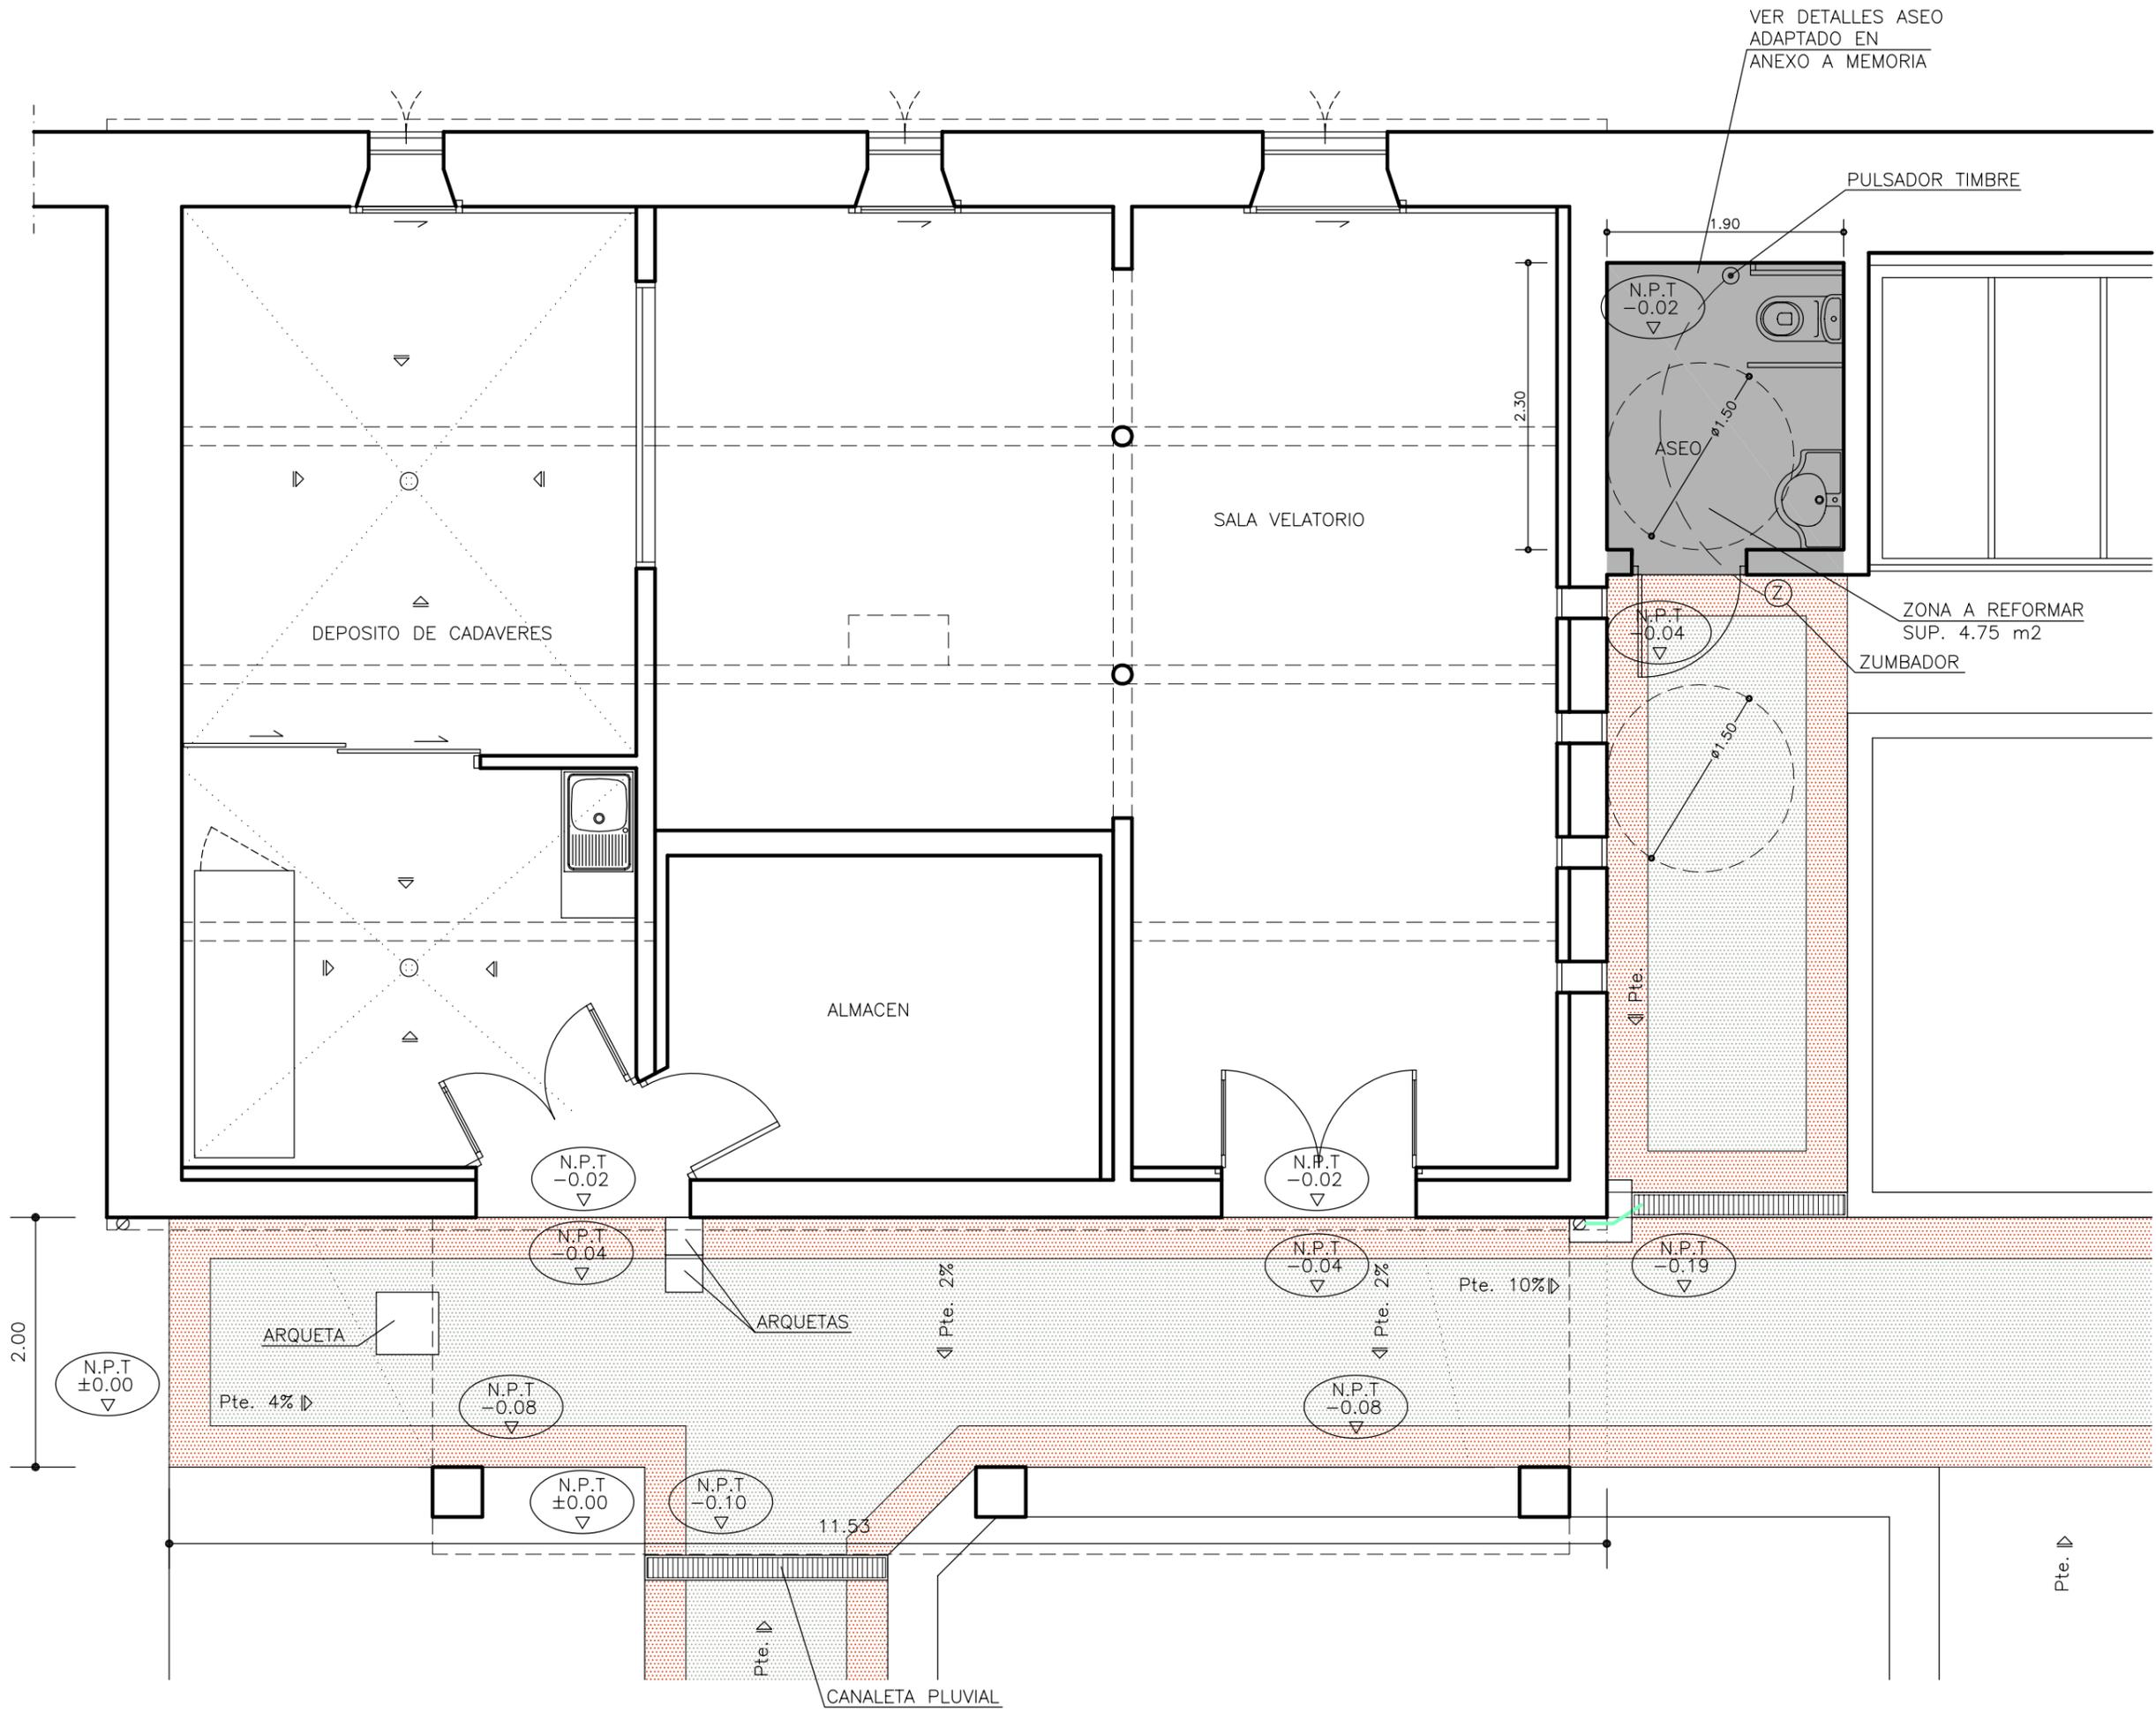 VER DETALLES ASEO
ADAPTADO EN
ANEXO A MEMORIA
PULSADOR TIMBRE
1.90
N.P.T
-0.02
2.30
ø1.50
ASEO
SALA VELATORIO
ZONA A REFORMAR
SUP. 4.75 m2
Z
N.P.T
-0.04
ZUMBADOR
DEPOSITO DE CADAVERES
ø1.50
Pte.
ALMACEN
N.P.T
-0.02
N.P.T
-0.02
N.P.T
-0.04
N.P.T
-0.04
N.P.T
-0.19
Pte. 2%
Pte. 2%
Pte. 10%
ARQUETAS
ARQUETA
2.00
N.P.T
±0.00
Pte. 4%
N.P.T
-0.08
N.P.T
-0.08
N.P.T
±0.00
N.P.T
-0.10
11.53
Pte.
Pte.
CANALETA PLUVIAL